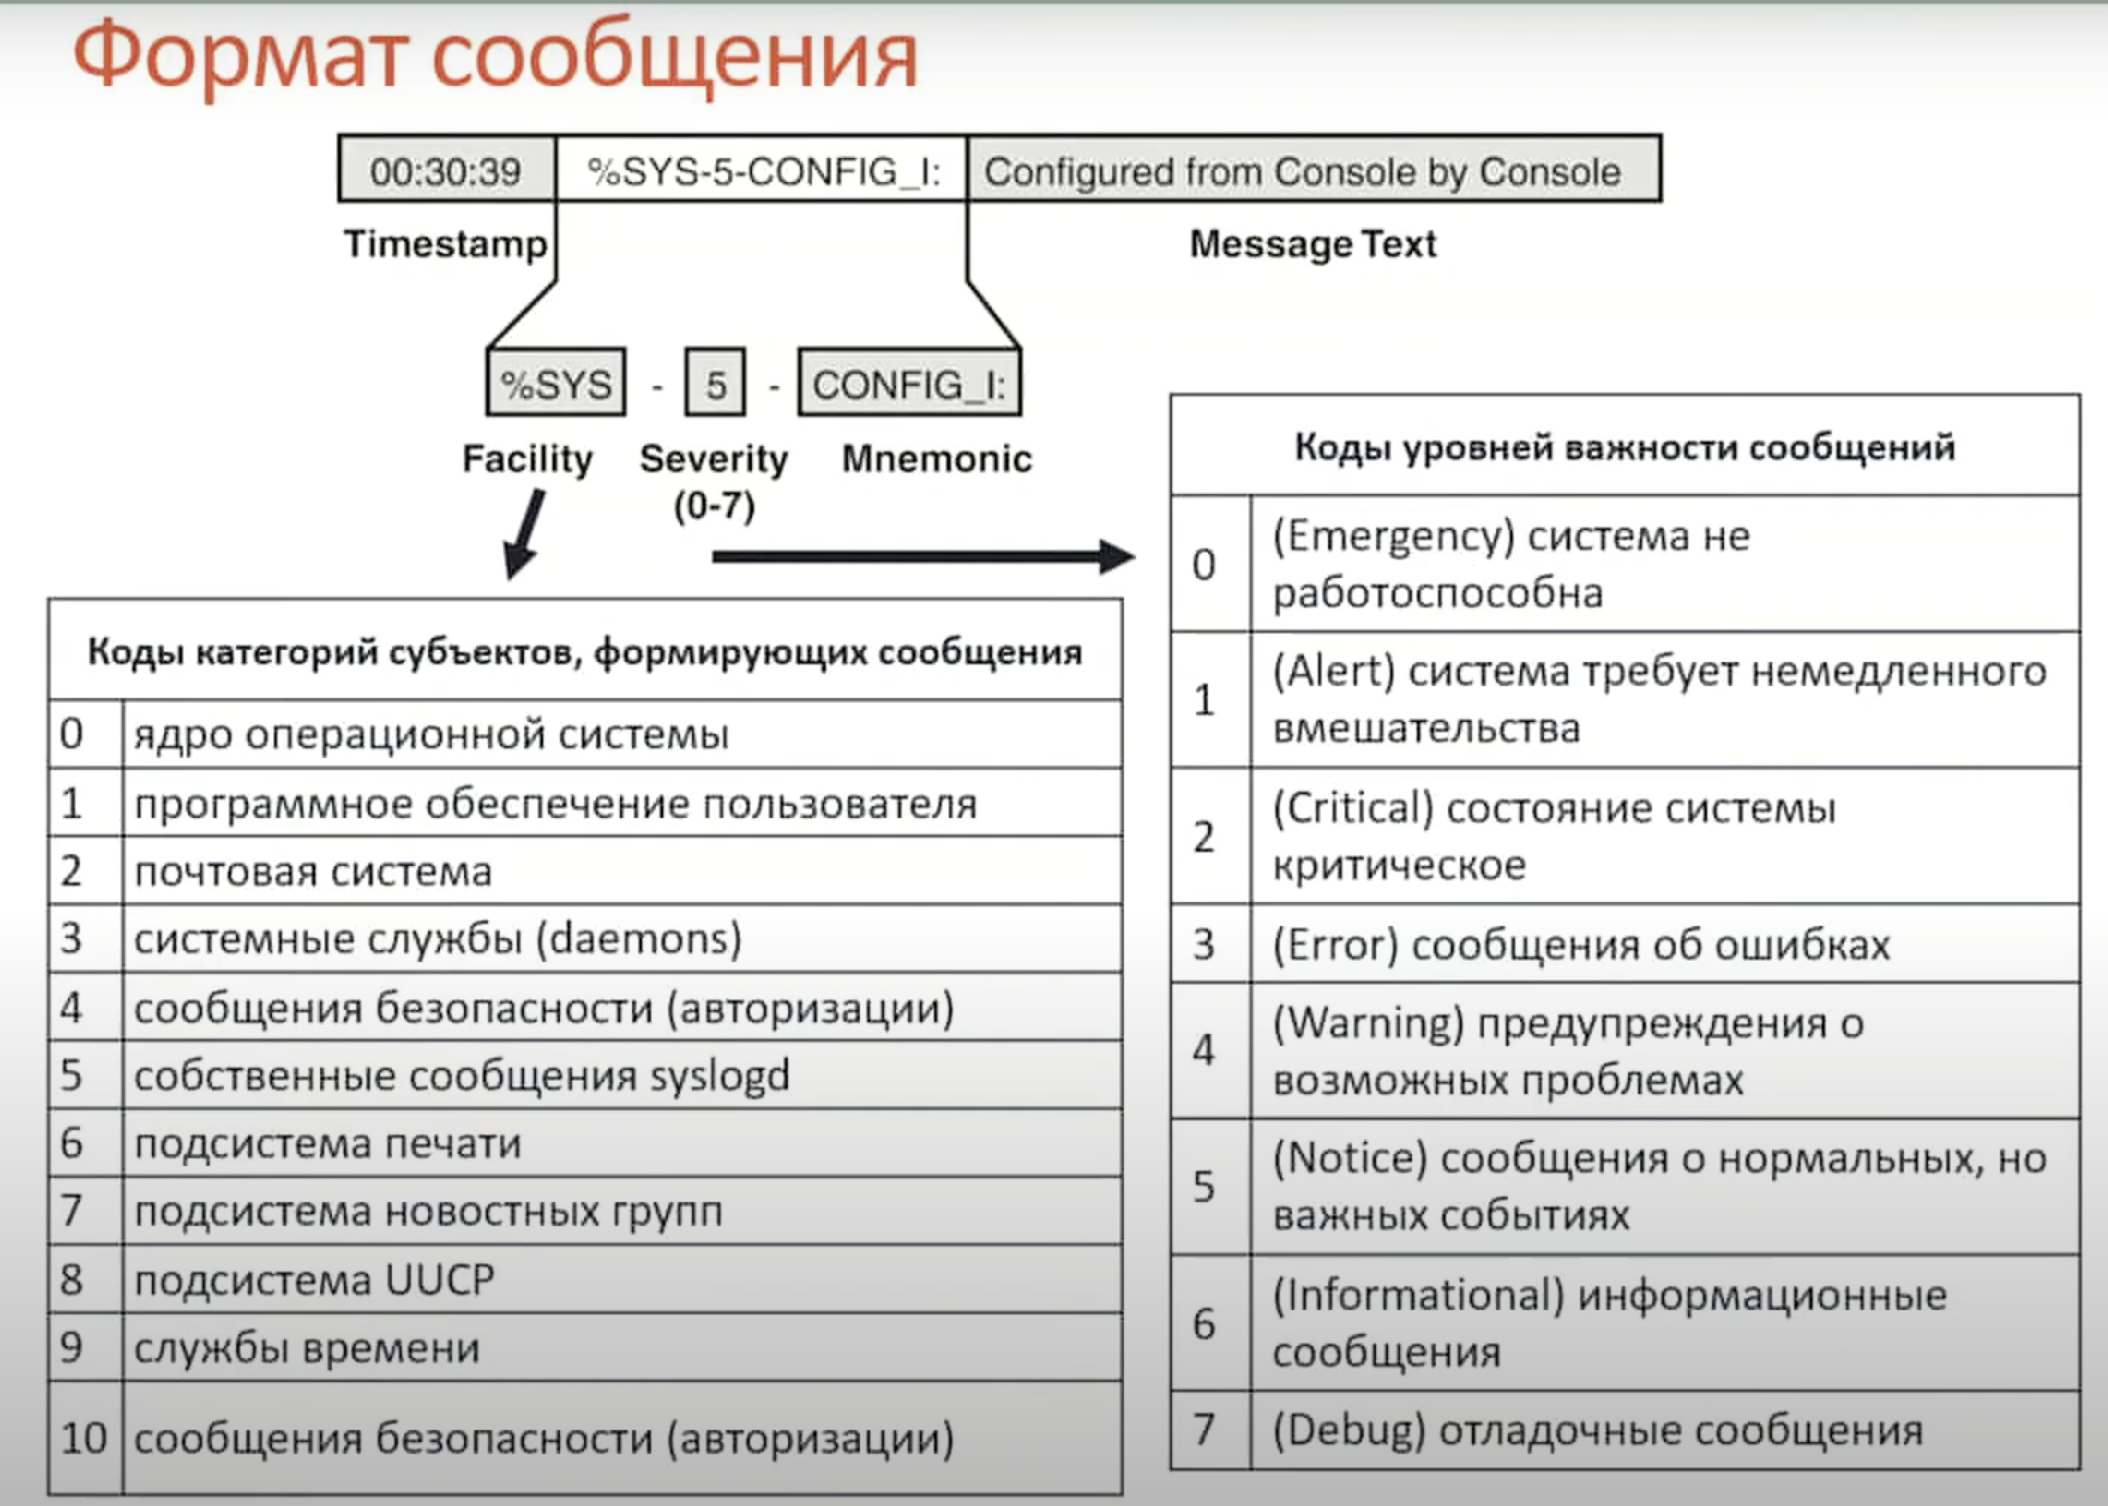 Формат сообщения
00:30:39 %SYS-5-CONFIG_I: Configured from Console by Console
Timestamp Message Text
%SYS - 5 - CONFIG_I:
Facility Severity Mnemonic
(0-7)
Коды категорий субъектов, формирующих сообщения
0 ядро операционной системы
1 программное обеспечение пользователя
2 почтовая система
3 системные службы (daemons)
4 сообщения безопасности (авторизации)
5 собственные сообщения syslogd
6 подсистема печати
7 подсистема новостных групп
8 подсистема UUCP
9 службы времени
10 сообщения безопасности (авторизации)
Коды уровней важности сообщений
0 (Emergency) система не
работоспособна
1 (Alert) система требует немедленного
вмешательства
2 (Critical) состояние системы
критическое
3 (Error) сообщения об ошибках
4 (Warning) предупреждения о
возможных проблемах
5 (Notice) сообщения о нормальных, но
важных событиях
6 (Informational) информационные
сообщения
7 (Debug) отладочные сообщения